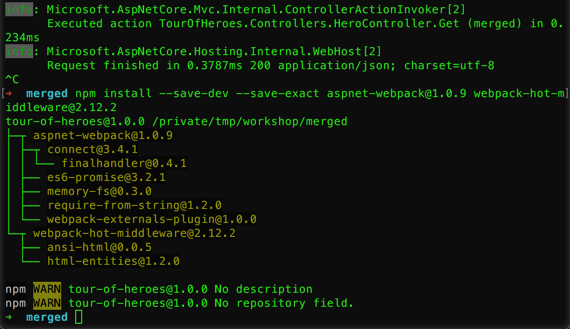 info: Microsoft.AspNetCore.Mvc.Internal.ControllerActionInvoker[2]
      Executed action TourOfHeroes.Controllers.HeroController.Get (merged) in 0.
234ms
info: Microsoft.AspNetCore.Hosting.Internal.WebHost[2]
      Request finished in 0.3787ms 200 application/json; charset=utf-8
^C
[➜  merged npm install --save-dev --save-exact aspnet-webpack@1.0.9 webpack-hot-m]
iddleware@2.12.2
tour-of-heroes@1.0.0 /private/tmp/workshop/merged
├─┬ aspnet-webpack@1.0.9
│ ├─┬ connect@3.4.1
│ │ └── finalhandler@0.4.1
│ ├── es6-promise@3.2.1
│ ├── memory-fs@0.3.0
│ ├── require-from-string@1.2.0
│ └── webpack-externals-plugin@1.0.0
└─┬ webpack-hot-middleware@2.12.2
  ├── ansi-html@0.0.5
  └── html-entities@1.2.0

npm WARN tour-of-heroes@1.0.0 No description
npm WARN tour-of-heroes@1.0.0 No repository field.
➜  merged